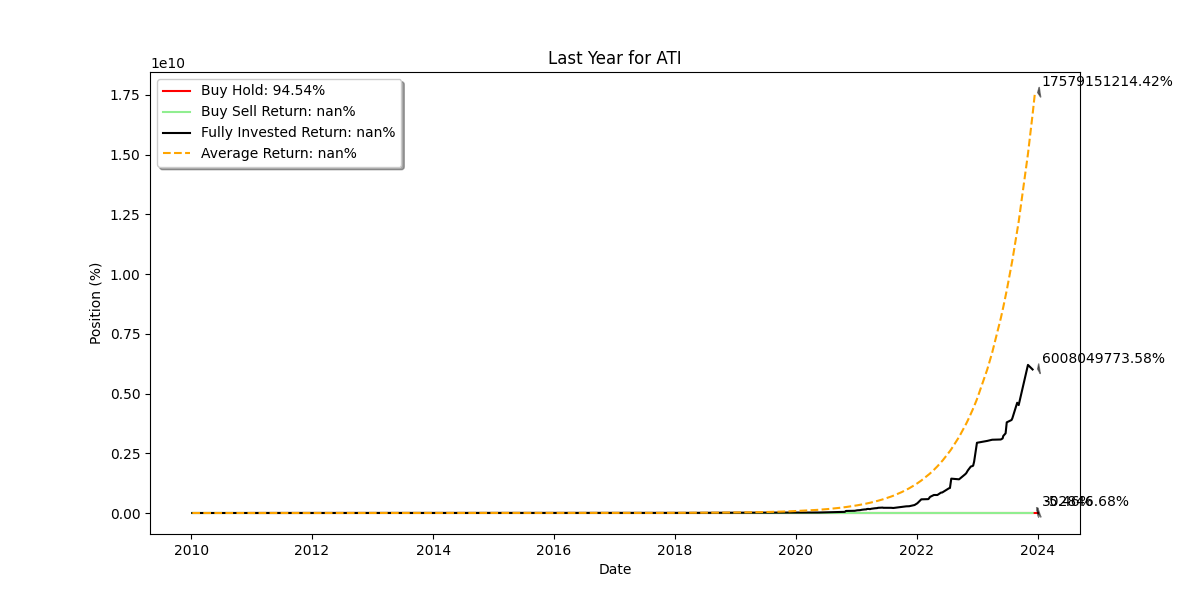 Last Year for ATI
1e10
Buy Hold: 94.54%
Buy Sell Return: nan%
Fully Invested Return: nan%
Average Return: nan%
17579151214.42%
6008049773.58%
1.75
1.50
1.25
1.00
0.75
0.50
0.25
0.00
Position (%)
2010
2012
2014
2016
2018
2020
2022
2024
Date